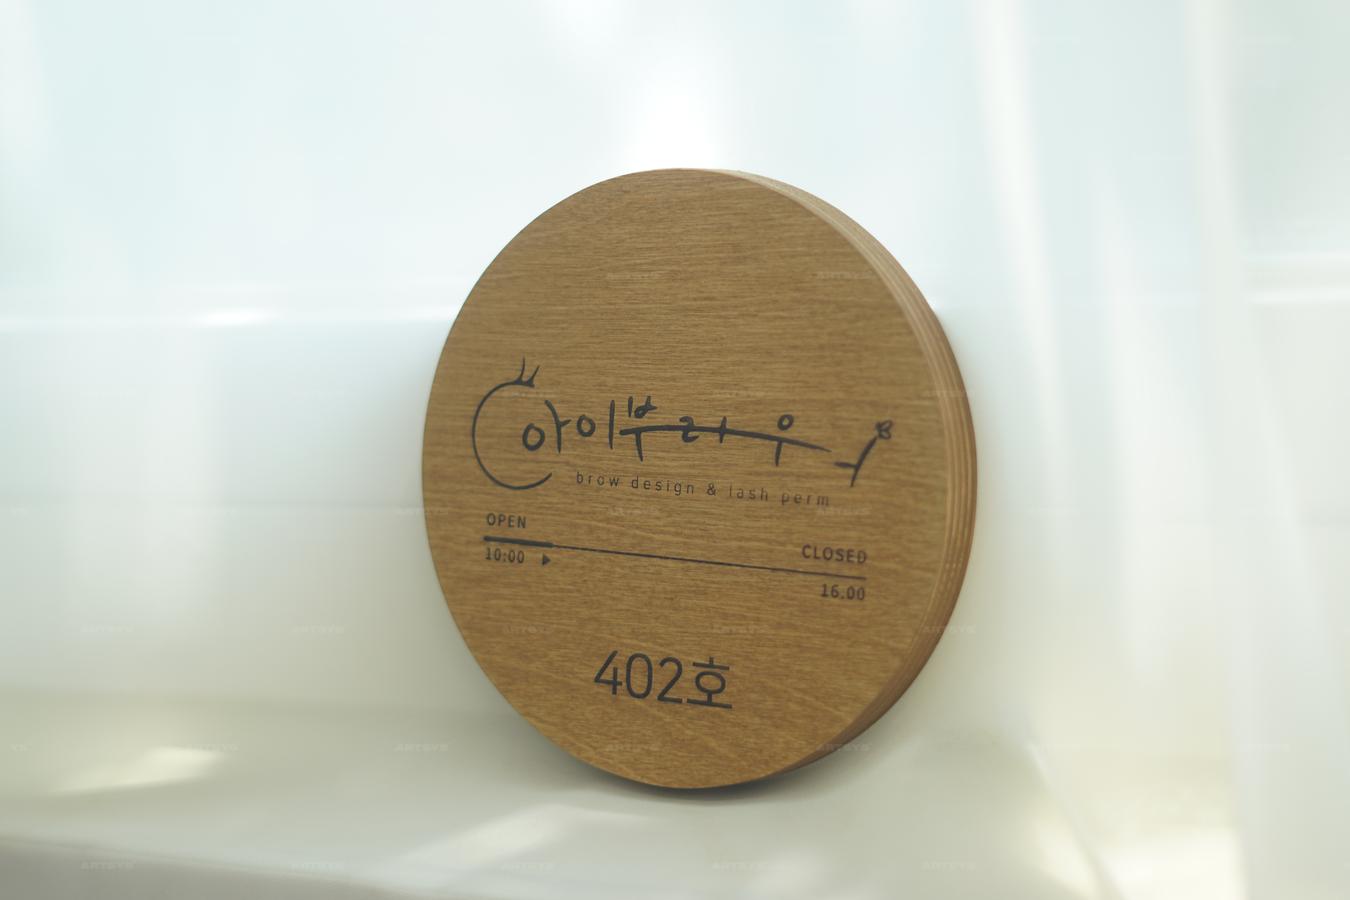 아이브라우
brow design & lash perm
OPEN
CLOSED
10:00
16.00
402호